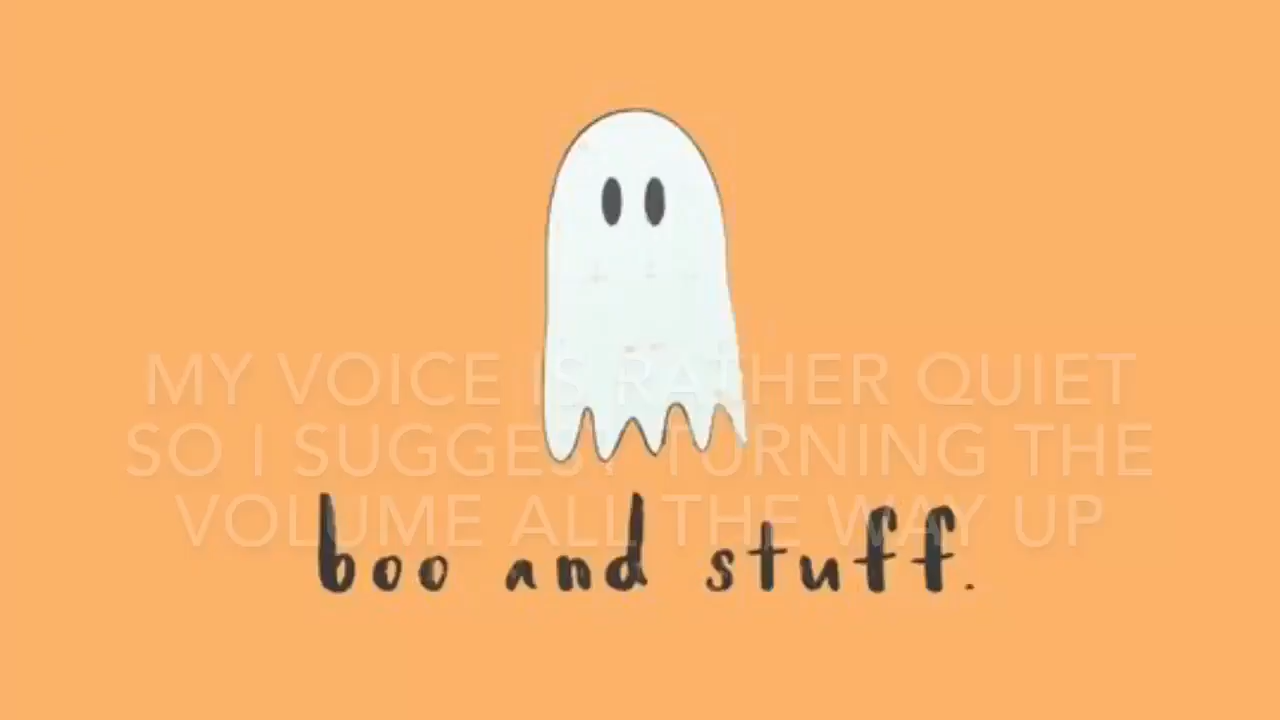 MY VOICE IS RATHER QUIET
SO I SUGGEST TURNING THE
VOLUME ALL THE WAY UP
boo and stuff.